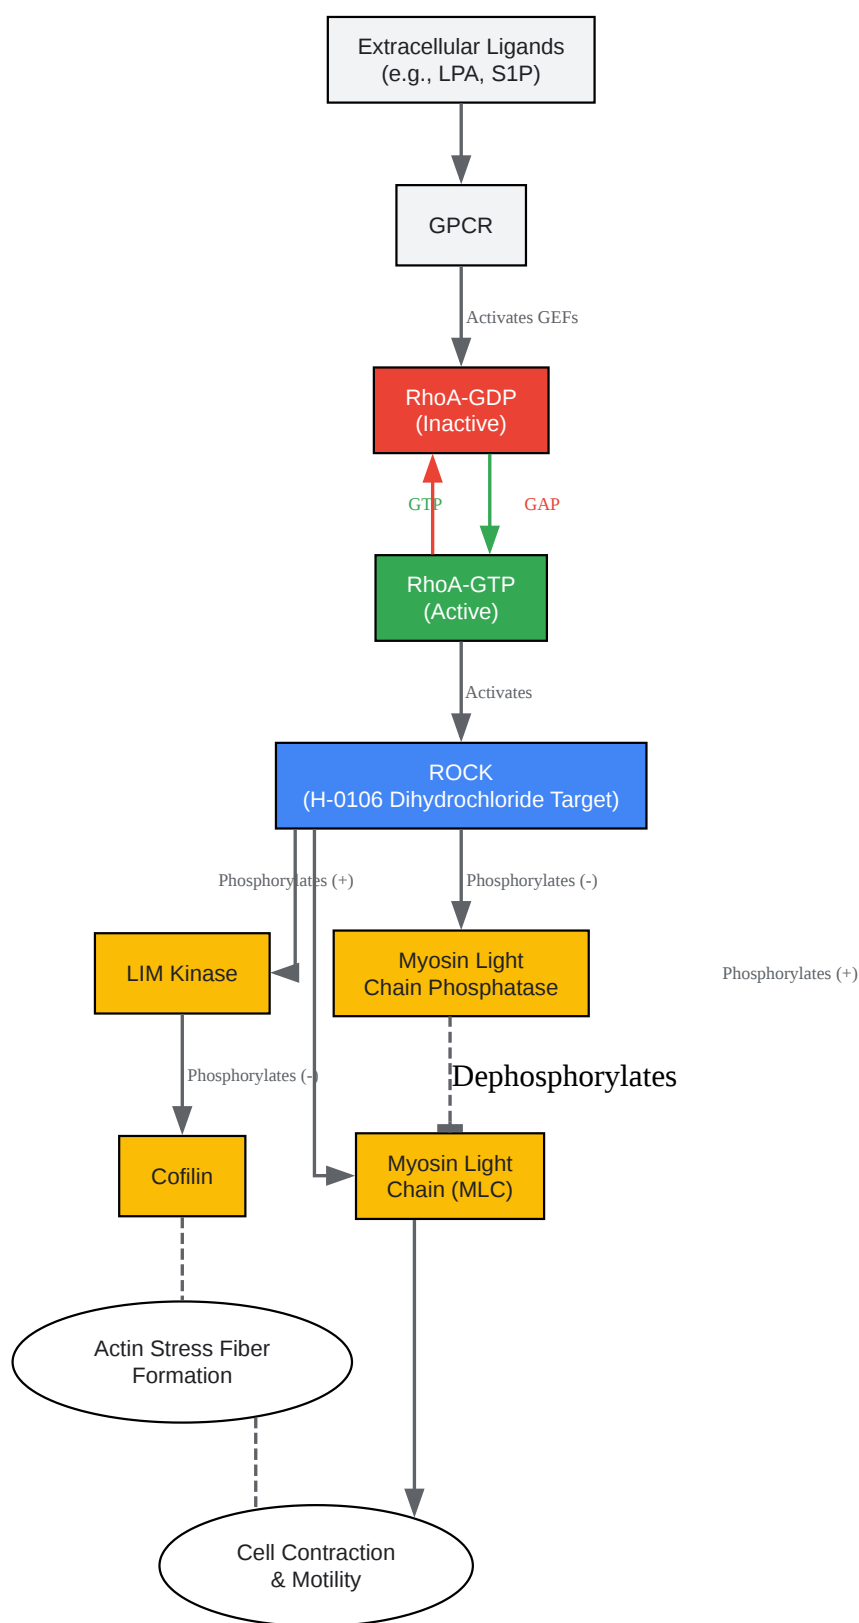 Extracellular Ligands
(e.g., LPA, S1P)
GPCR
Activates GEFs
RhoA-GDP
(Inactive)
GTP
GAP
RhoA-GTP
(Active)
Activates
ROCK
(H-0106 Dihydrochloride Target)
Phosphorylates (+)
Phosphorylates (-)
LIM Kinase
Myosin Light
Chain Phosphatase
Phosphorylates (+)
Phosphorylates (-)
Dephosphorylates
Cofilin
Myosin Light
Chain (MLC)
Actin Stress Fiber
Formation
Cell Contraction
& Motility